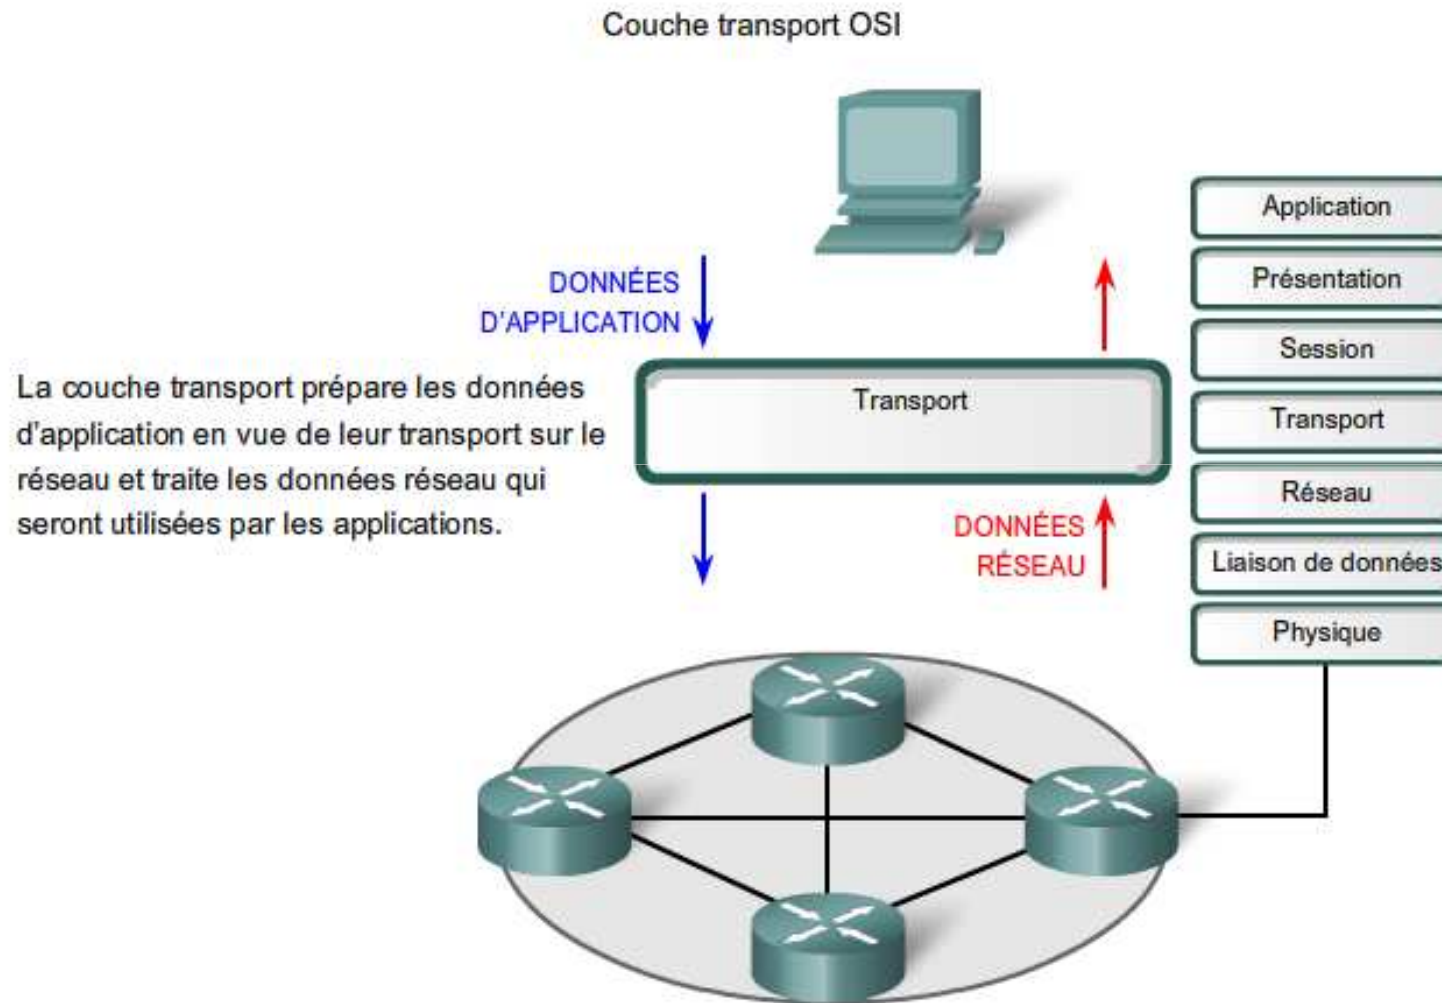 Couche transport OSI
DONNÉES
D'APPLICATION
La couche transport prépare les données
d'application en vue de leur transport sur le
réseau et traite les données réseau qui
seront utilisées par les applications.
Transport
DONNÉES
RÉSEAU
Application
Présentation
Session
Transport
Réseau
Liaison de données
Physique